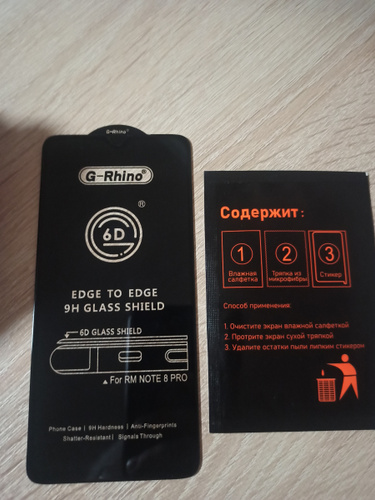 G-Rhino®
G-Rhino®
®
6D
EDGE TO EDGE
9H GLASS SHIELD
6D GLASS SHIELD
▲For RM NOTE 8 PRO
Phone Case | 9H Hardness | Anti-Fingerprints
Shatter-Resistant | Signals Through
Содержит:
1
Влажная
салфетка
2
Тряпка из
микрофибры
3
Стикер
Способ применения:
1. Очистите экран влажной салфеткой
2. Протрите экран сухой тряпкой
3. Удалите остатки пыли липким стикером